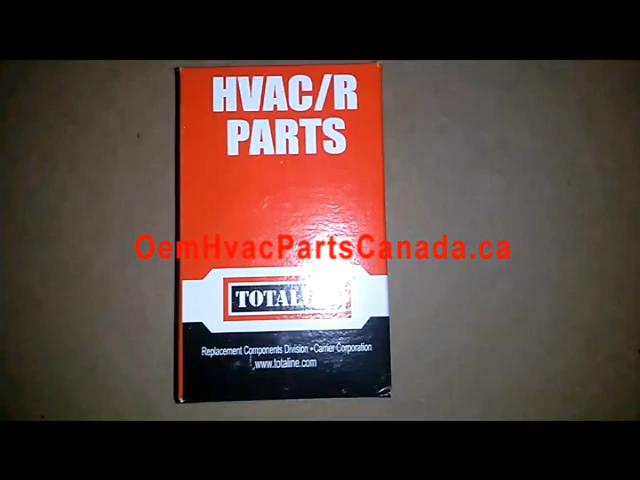 HVAC/R
PARTS
OemHvacPartsCanada.ca
Replacement Components Division • Carrier Corporation
www.totaline.com